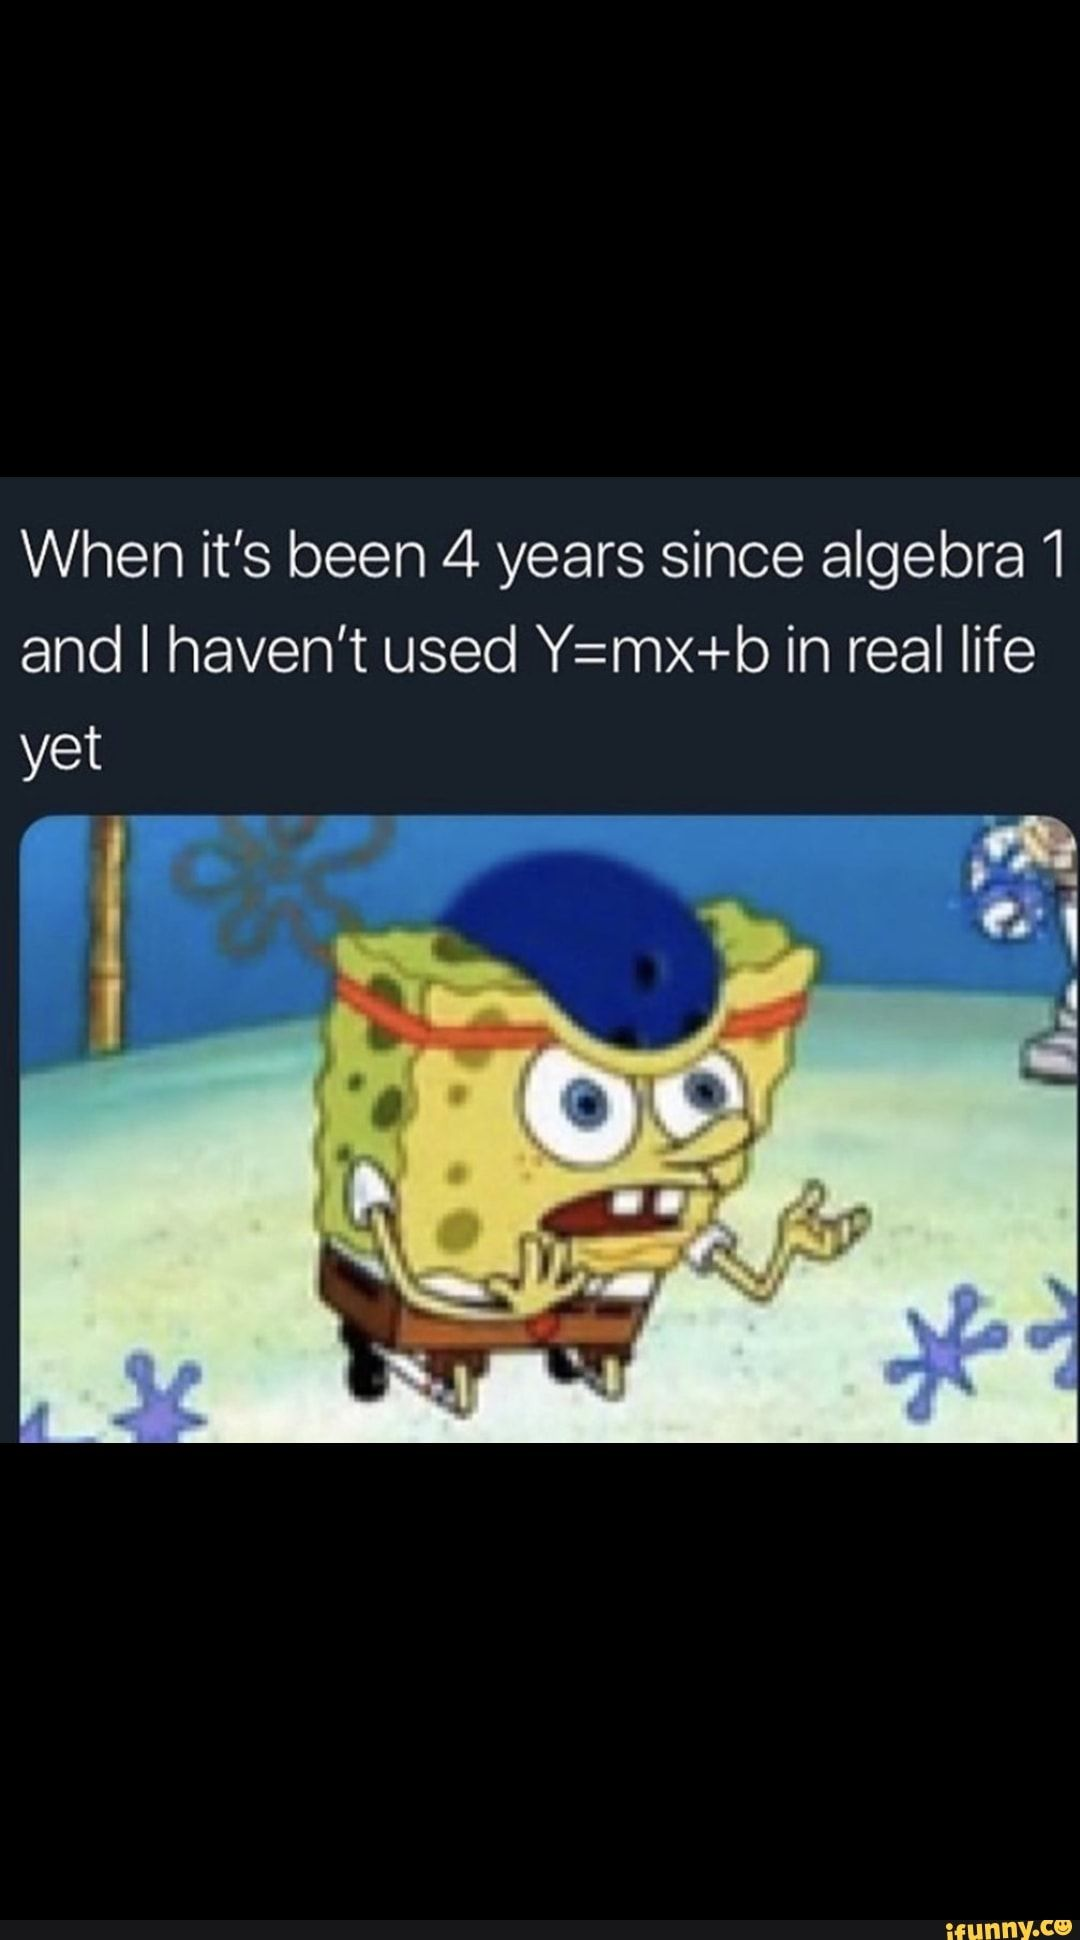 When it's been 4 years since algebra 1
and I haven't used Y=mx+b in real life
yet
ifunny.co